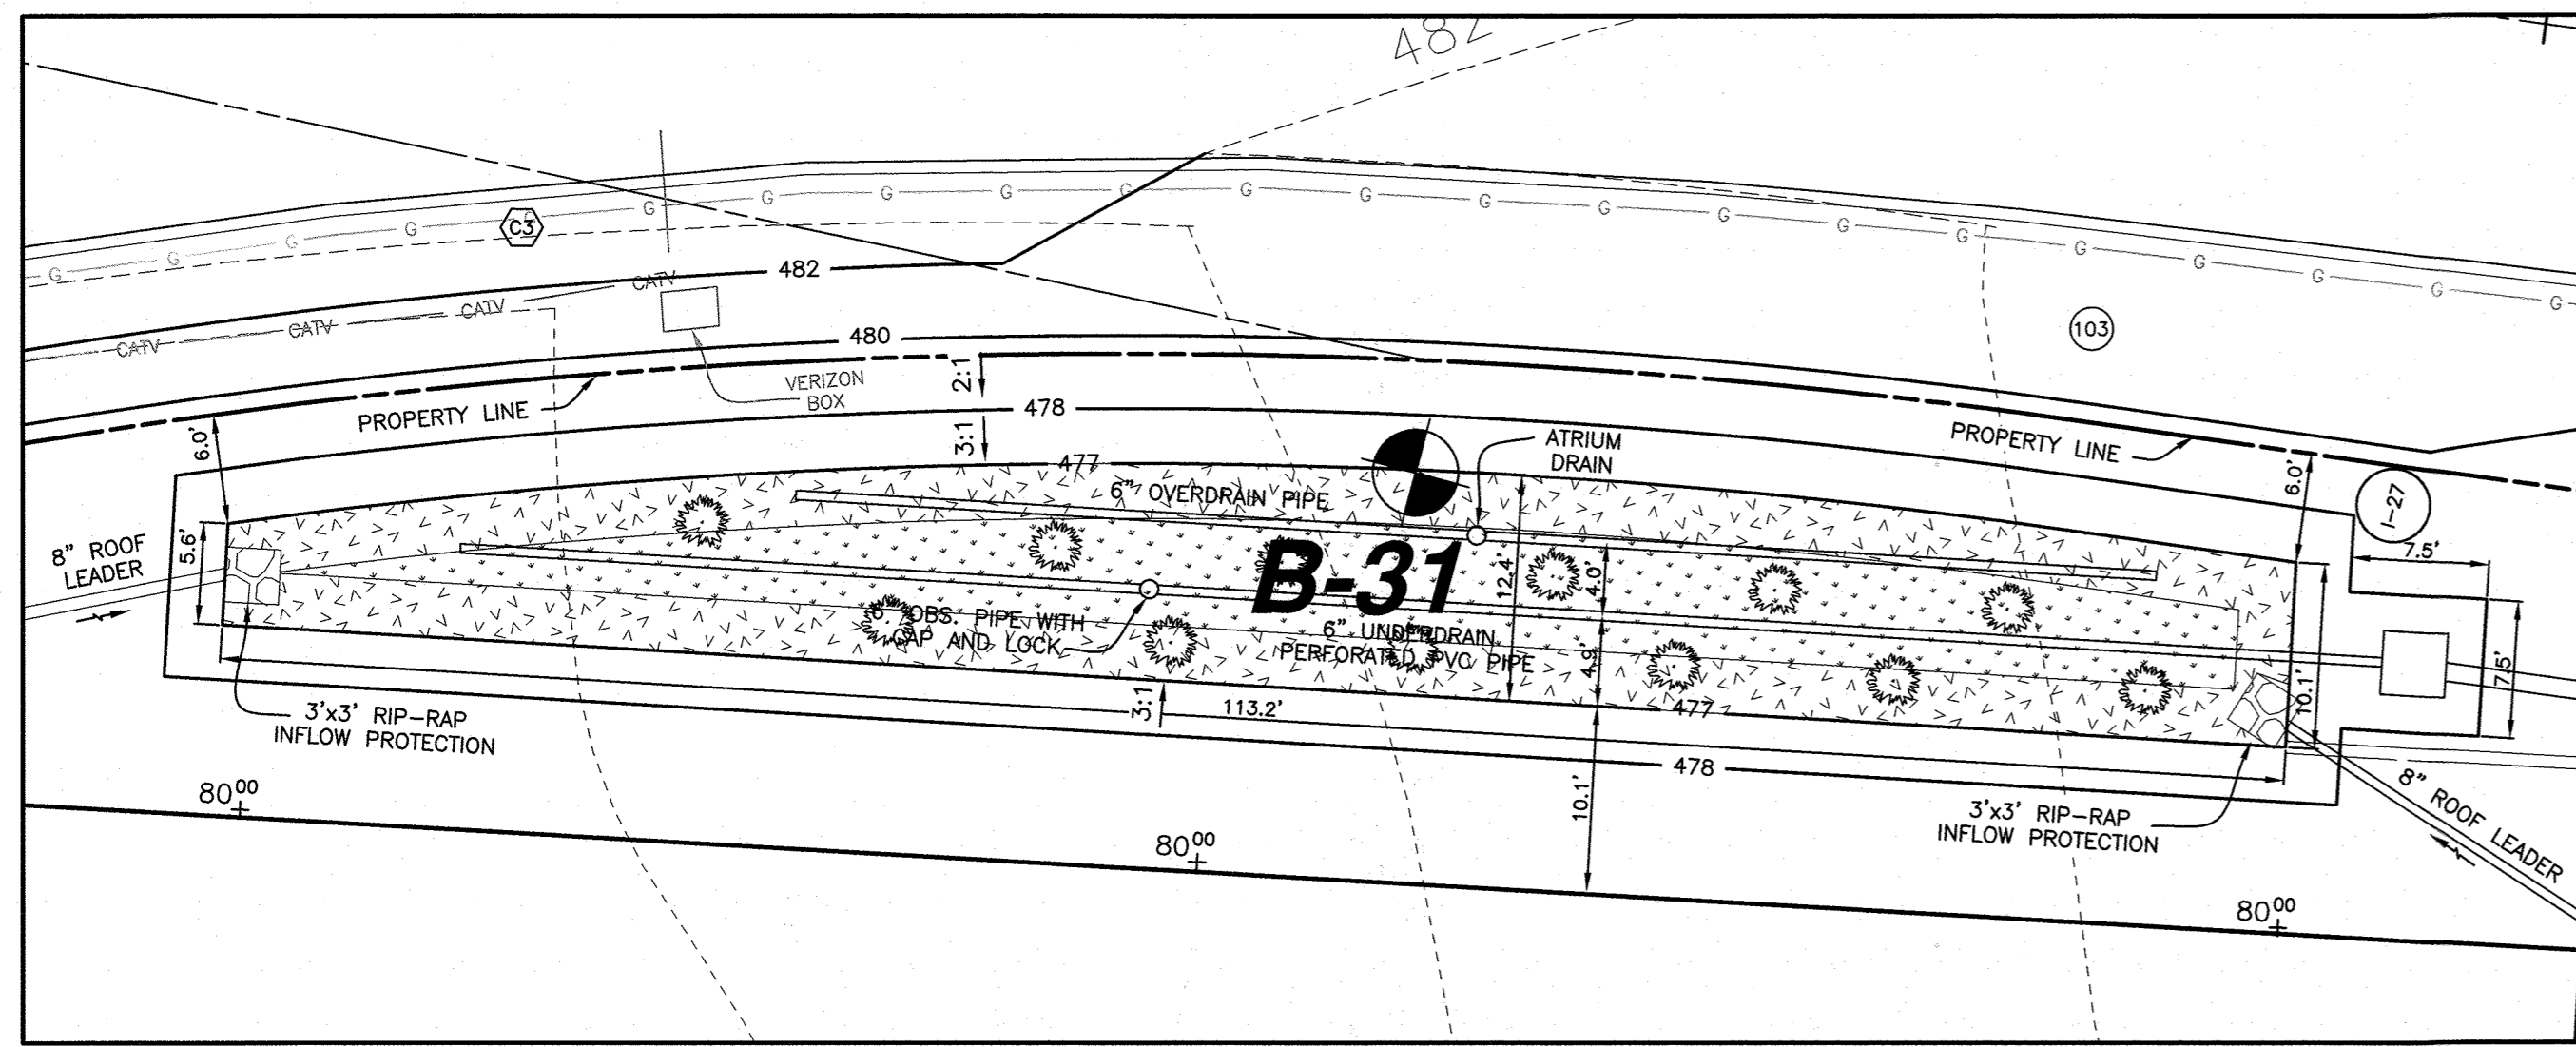 482
C3
G G G G G G G G G G G G G G G G G G G G G G
482
CATV CATV CATV CATV
103
480
VERIZON
BOX
2:1
PROPERTY LINE
478
3:1
6.0'
ATRIUM
DRAIN
PROPERTY LINE
477
6" OVERDRAIN PIPE
6.0'
I-27
7.5'
8" ROOF
LEADER
5.6'
B-31
12.4'
4.0'
6" OBS. PIPE WITH
CAP AND LOCK
6" UNDERDRAIN
PERFORATED PVC PIPE
4.9'
7.5'
10.1'
3:1
113.2'
477
3'x3' RIP-RAP
INFLOW PROTECTION
478
8000
10.1'
3'x3' RIP-RAP
INFLOW PROTECTION
8" ROOF LEADER
8000
8000